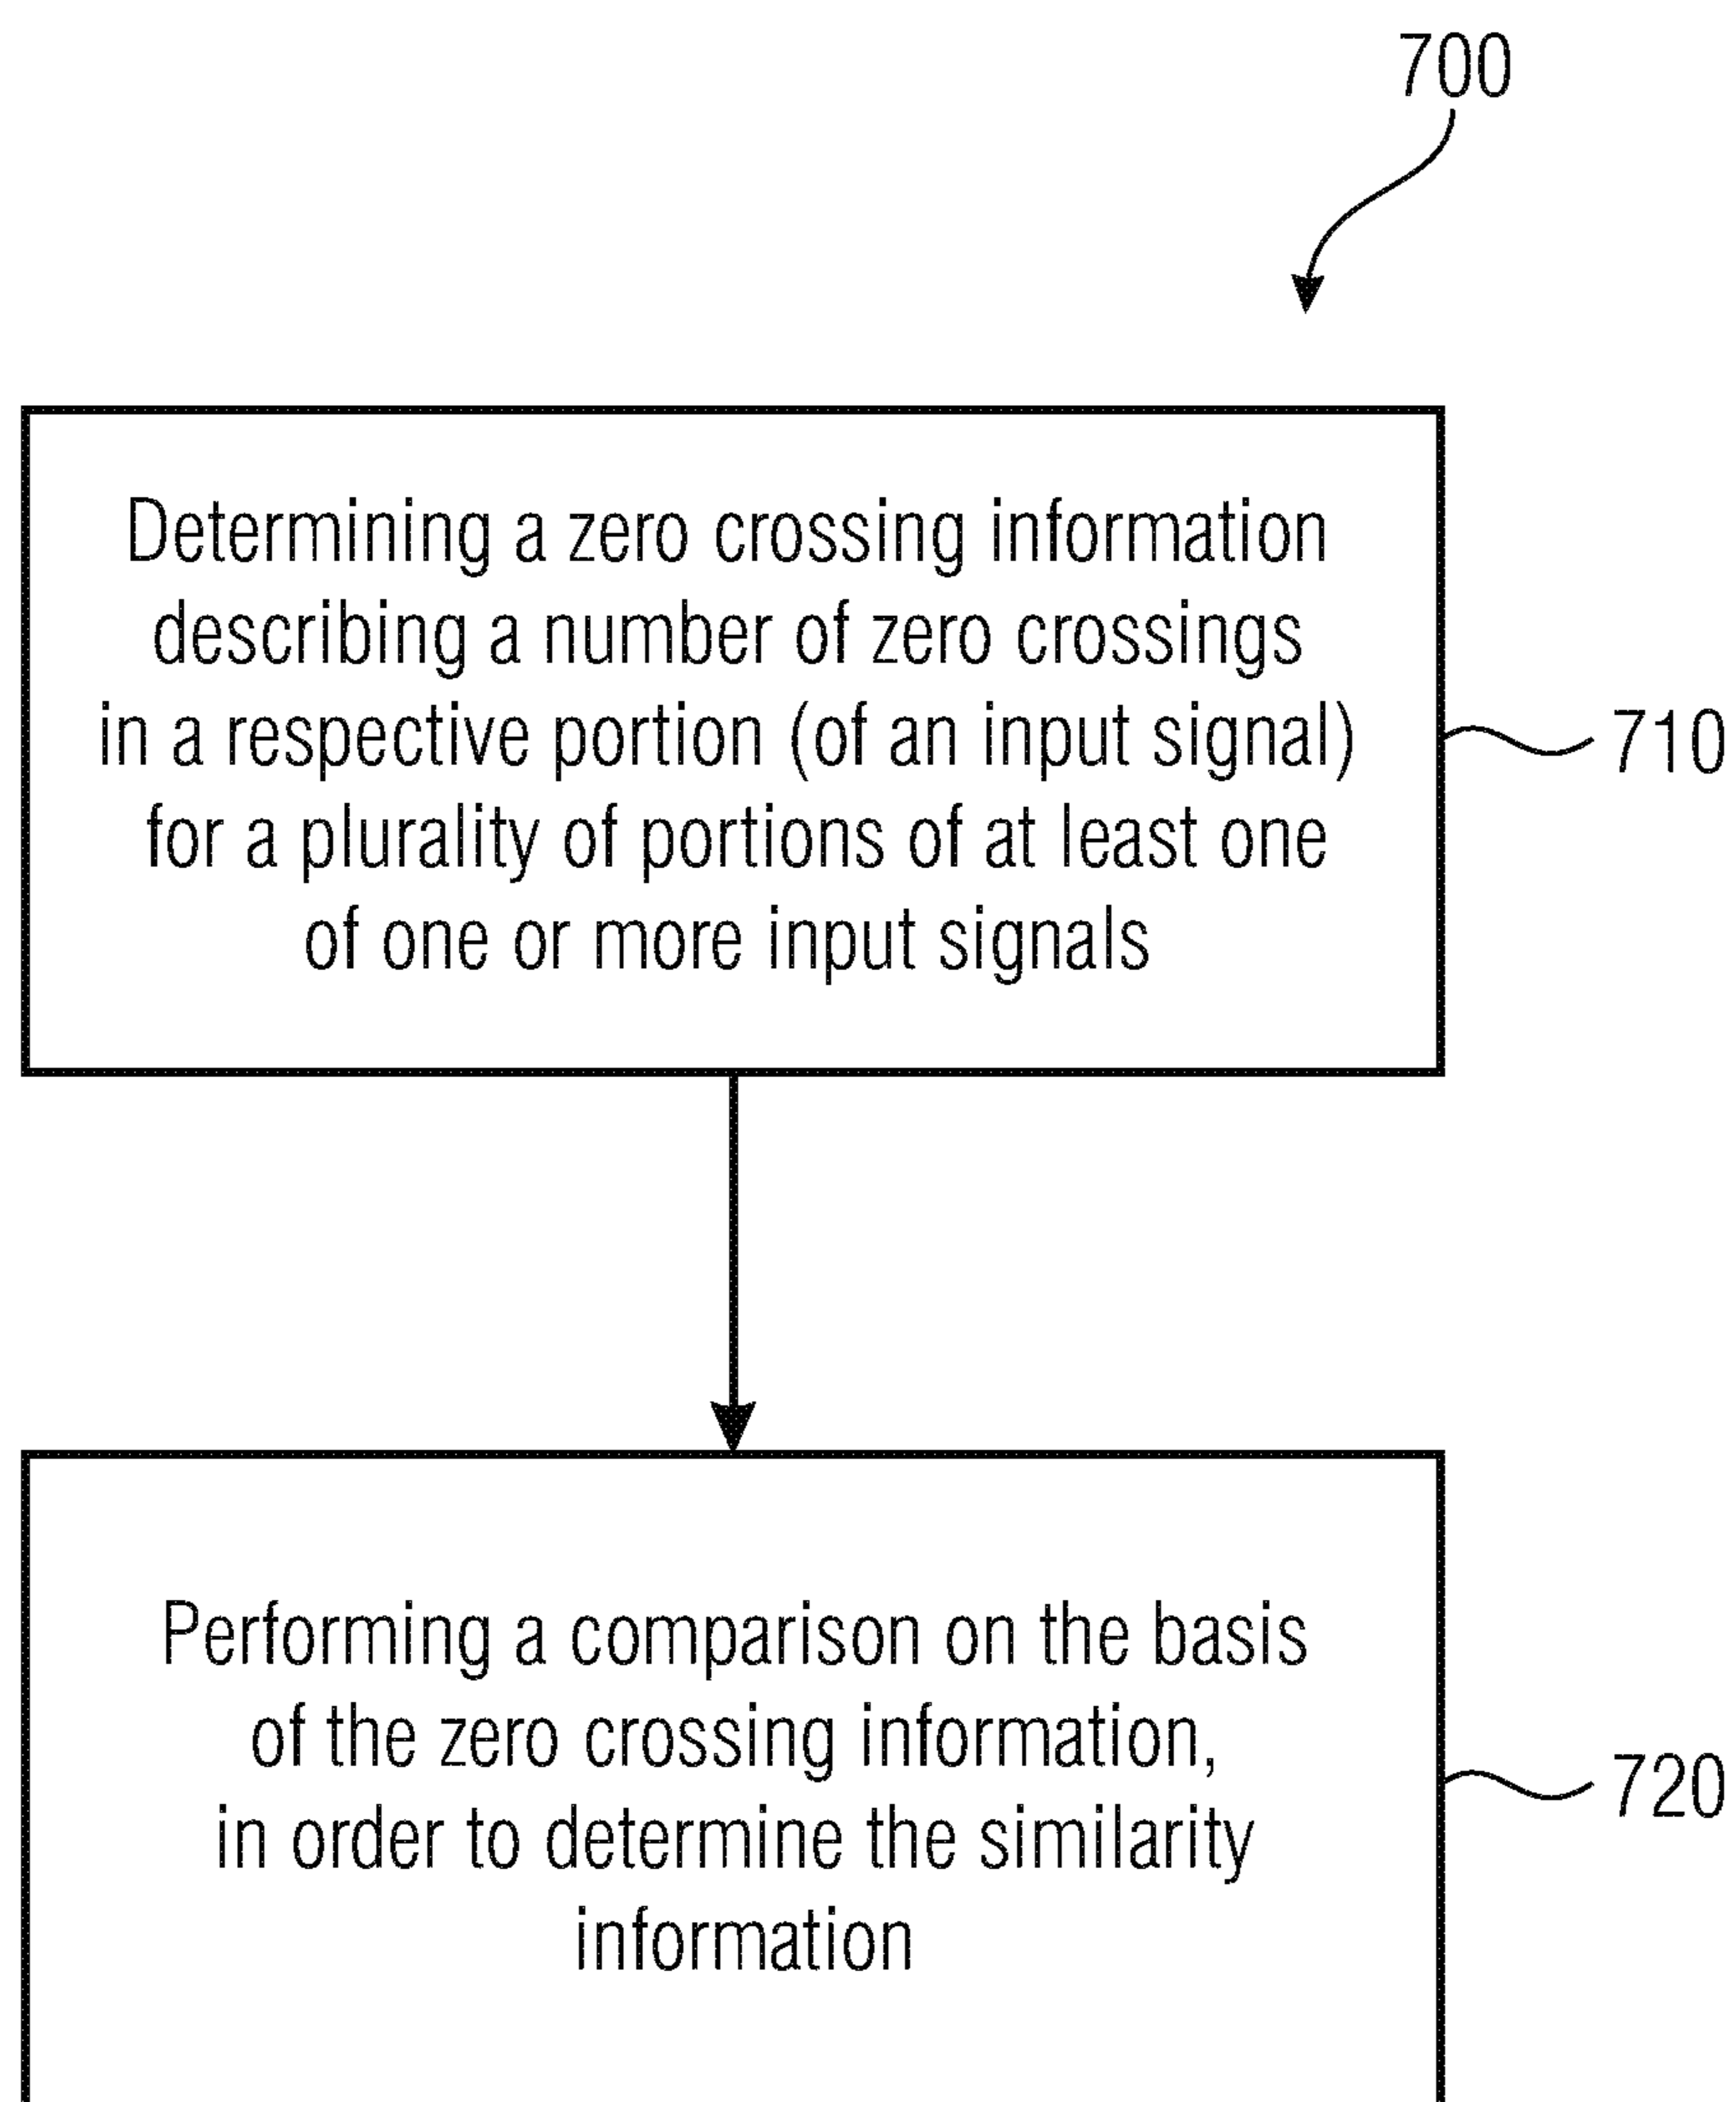 700
Determining a zero crossing information
describing a number of zero crossings
in a respective portion (of an input signal)
for a plurality of portions of at least one
of one or more input signals
710
Performing a comparison on the basis
of the zero crossing information,
in order to determine the similarity
information
720